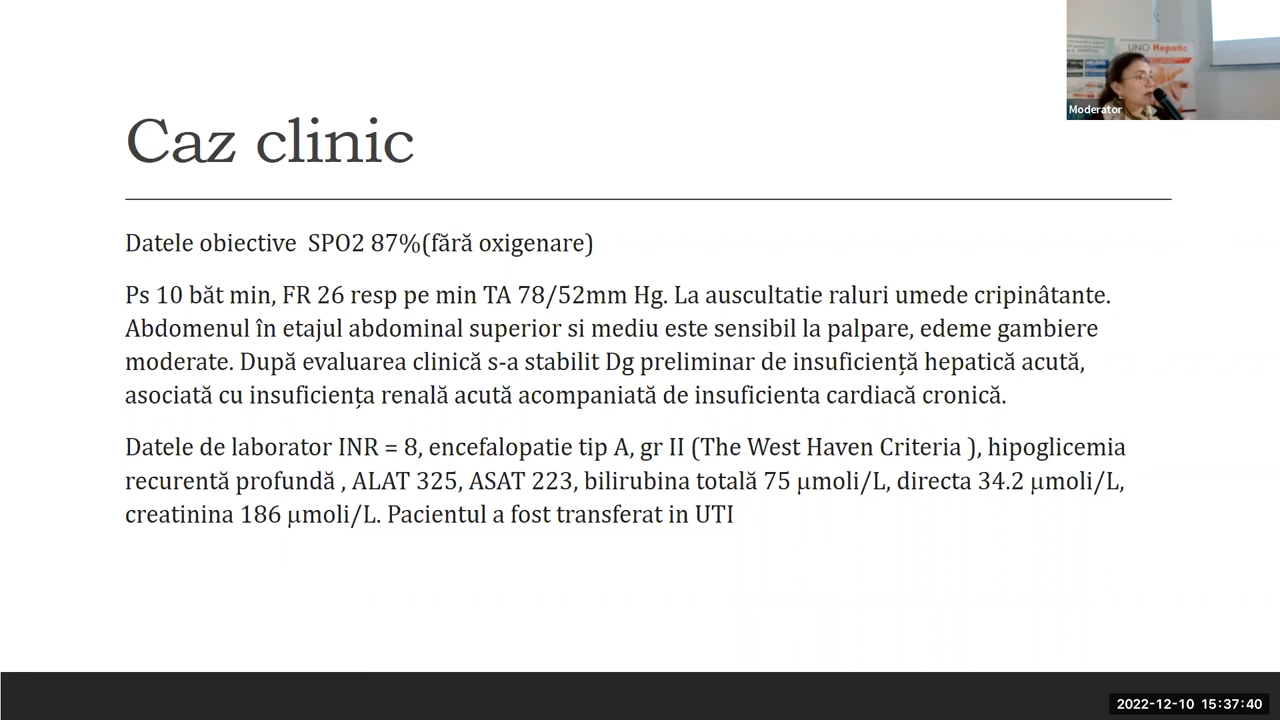 UNO Hepatic
Moderator
Caz clinic
Datele obiective  SPO2 87%(fără oxigenare)
Ps 10 băt min, FR 26 resp pe min TA 78/52mm Hg. La auscultatie raluri umede cripinâtante.
Abdomenul în etajul abdominal superior si mediu este sensibil la palpare, edeme gambiere
moderate. După evaluarea clinică s-a stabilit Dg preliminar de insuficiență hepatică acută,
asociată cu insuficiența renală acută acompaniată de insuficienta cardiacă cronică.
Datele de laborator INR = 8, encefalopatie tip A, gr II (The West Haven Criteria ), hipoglicemia
recurentă profundă , ALAT 325, ASAT 223, bilirubina totală 75 μmoli/L, directa 34.2 μmoli/L,
creatinina 186 μmoli/L. Pacientul a fost transferat in UTI
2022-12-10 15:37:40